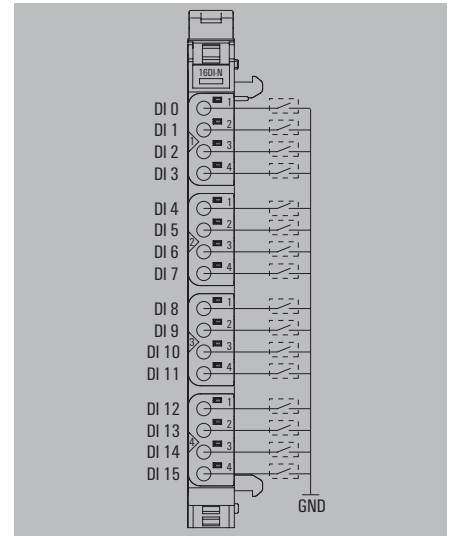 16DI-N
DI 0 1
DI 1 2
1
DI 2 3
DI 3 4
DI 4 1
DI 5 2
2
DI 6 3
DI 7 4
DI 8 1
DI 9 2
3
DI 10 3
DI 11 4
DI 12 1
DI 13 2
4
DI 14 3
DI 15 4
GND